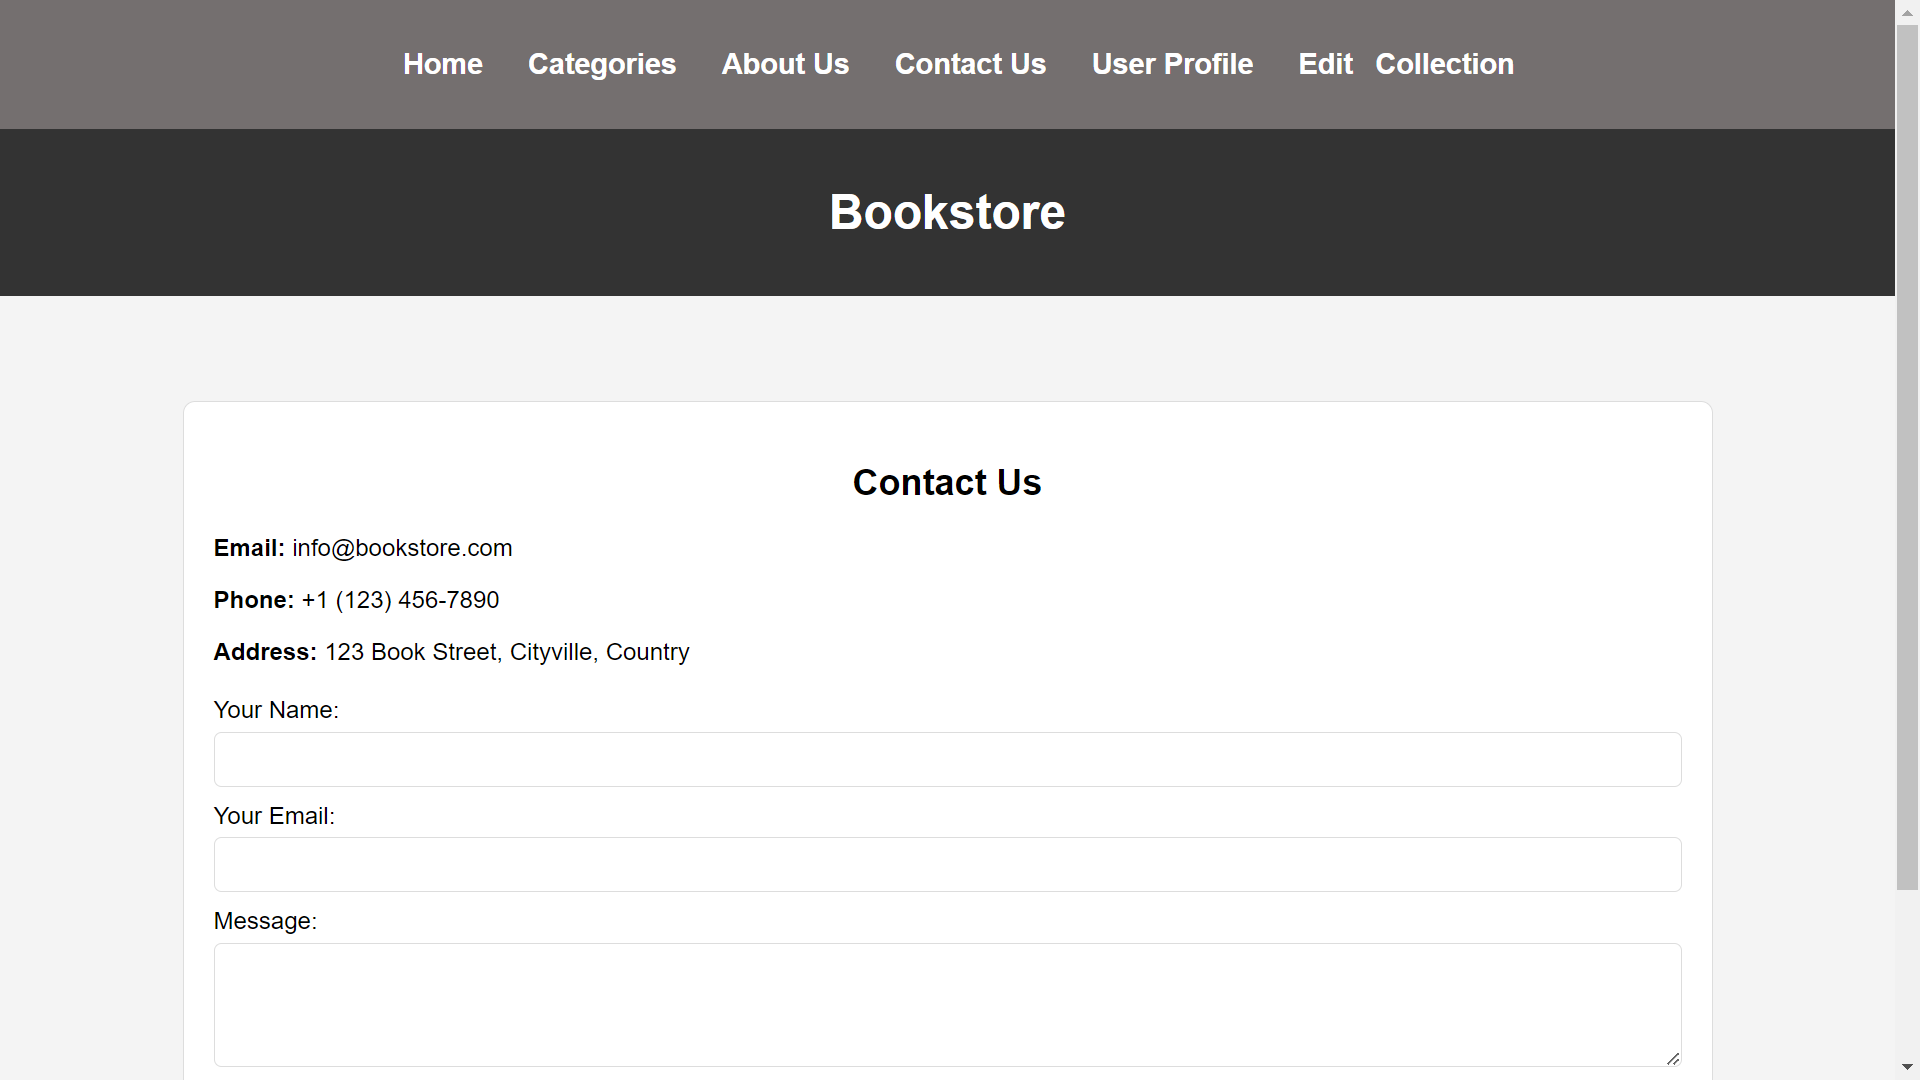 Home Categories About Us Contact Us User Profile Edit Collection
Bookstore
Contact Us
Email: info@bookstore.com
Phone: +1 (123) 456-7890
Address: 123 Book Street, Cityville, Country
Your Name:
Your Email:
Message: